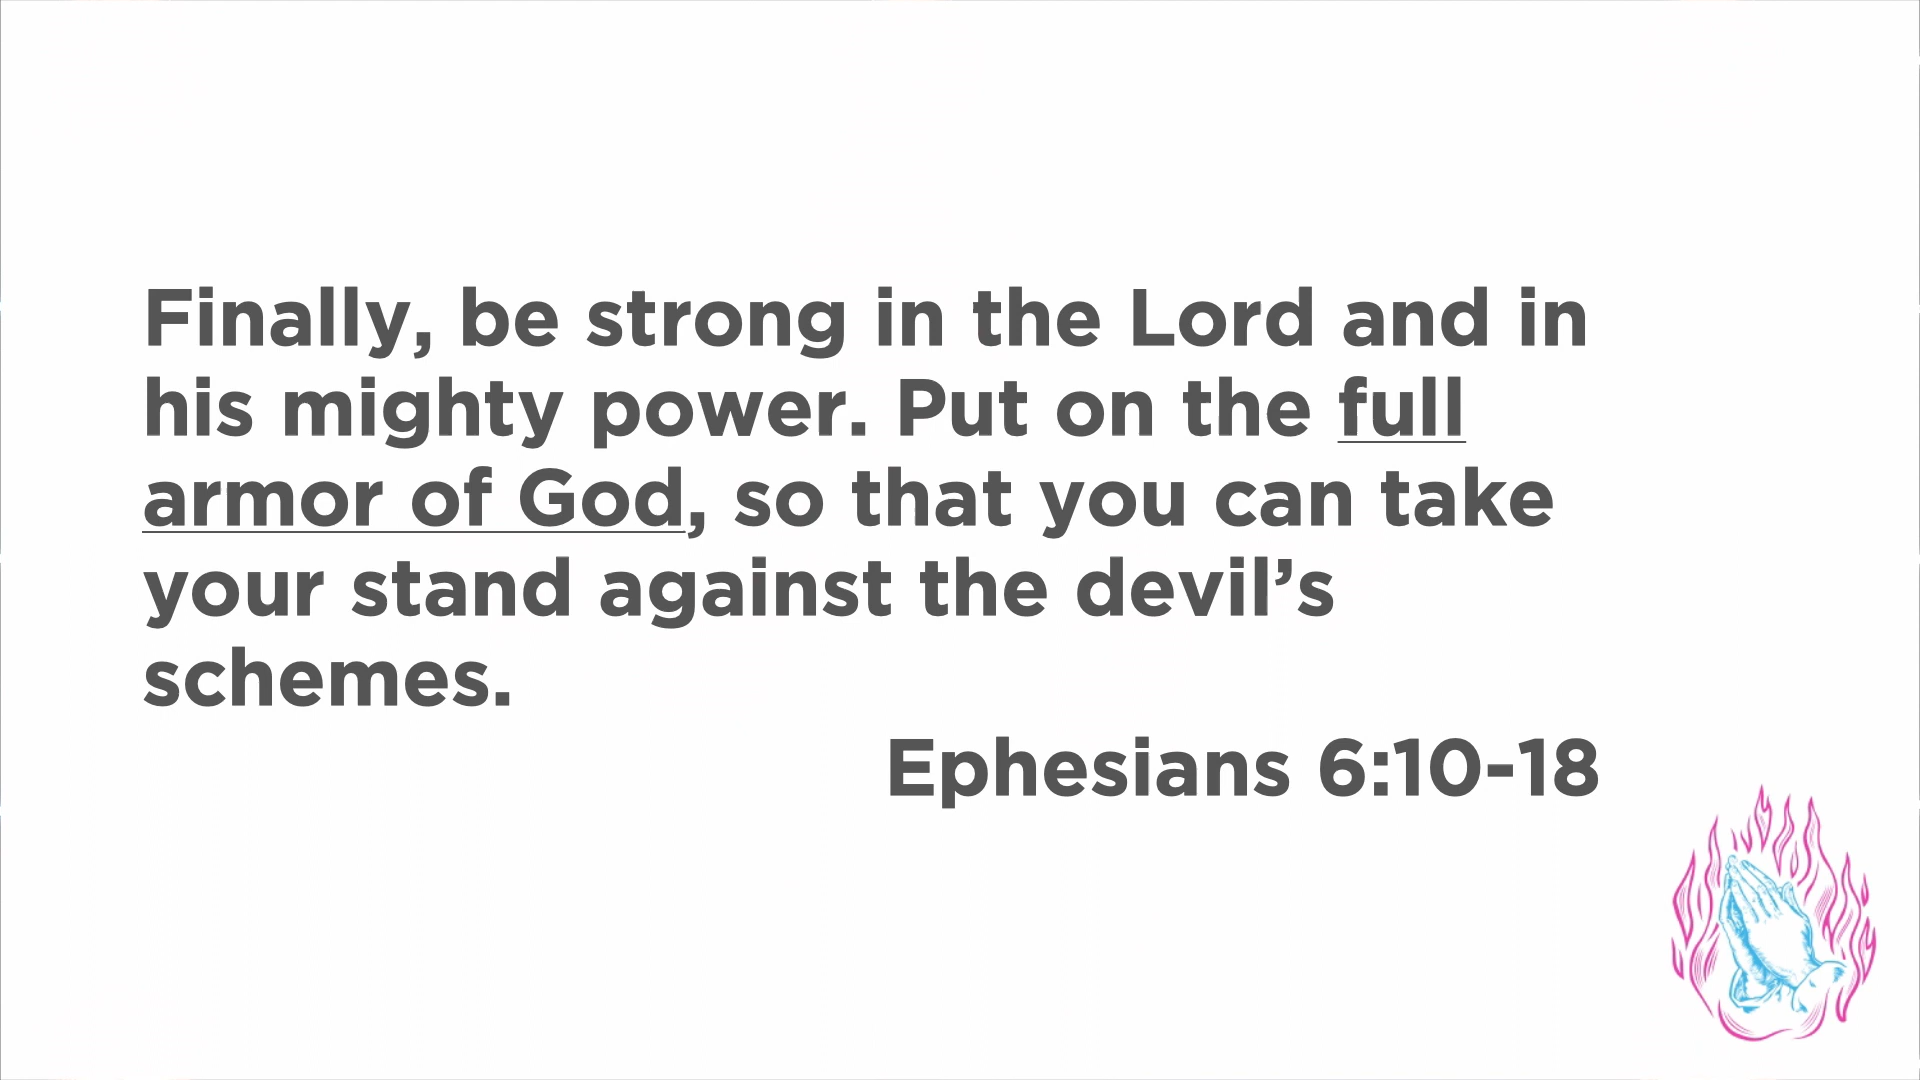 Finally, be strong in the Lord and in
his mighty power. Put on the full
armor of God, so that you can take
your stand against the devil’s
schemes.
Ephesians 6:10-18